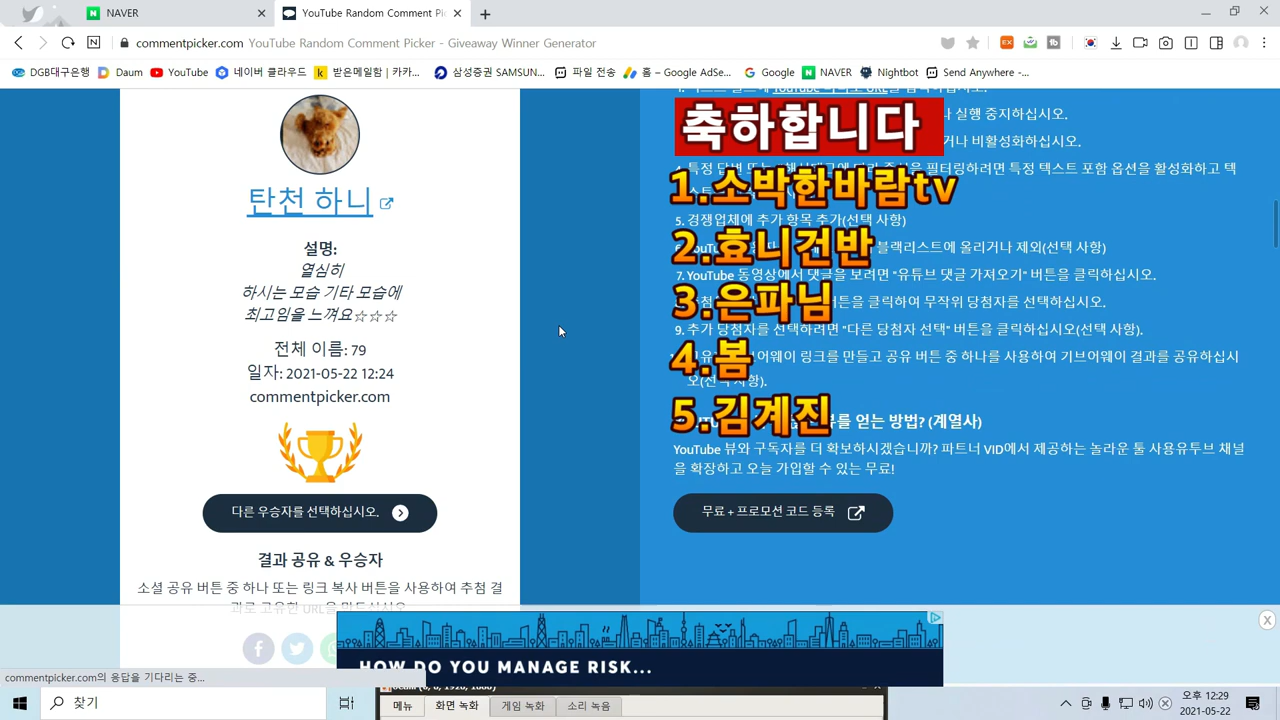 NAVER
YouTube Random Comment Pi
commentpicker.com YouTube Random Comment Picker - Giveaway Winner Generator
DGB대구은행 Daum YouTube 네이버 클라우드 받은메일함 | 카카... 삼성증권 SAMSUN... 파일 전송 홈 – Google AdSe... Google NAVER Nightbot Send Anywhere -...
탄천 하니
설명:
열심히
하시는 모습 기타 모습에
최고임을 느껴요☆☆☆
전체 이름: 79
일자: 2021-05-22 12:24
commentpicker.com
다른 우승자를 선택하십시오.
결과 공유 & 우승자
소셜 공유 버튼 중 하나 또는 링크 복사 버튼을 사용하여 추첨 결
축하합니다
1.소박한바람tv
2.효니건반
3.은파님
4.봄
5.김계진
실행 중지하십시오.
거나 비활성화하십시오.
필터링하려면 특정 텍스트 포함 옵션을 활성화하고 텍
5. 경쟁업체에 추가 항목 추가(선택 사항)
블랙리스트에 올리거나 제외(선택 사항)
7. YouTube 동영상에서 댓글을 보려면 "유튜브 댓글 가져오기" 버튼을 클릭하십시오.
버튼을 클릭하여 무작위 당첨자를 선택하십시오.
9. 추가 당첨자를 선택하려면 "다른 당첨자 선택" 버튼을 클릭하십시오(선택 사항).
링크를 만들고 공유 버튼 중 하나를 사용하여 기브어웨이 결과를 공유하십시
얻는 방법? (계열사)
YouTube 뷰와 구독자를 더 확보하시겠습니까? 파트너 VID에서 제공하는 놀라운 툴 사용유투브 채널
을 확장하고 오늘 가입할 수 있는 무료!
무료 + 프로모션 코드 등록
HOW DO YOU MANAGE RISK...
commentpicker.com의 응답을 기다리는 중...
찾기
메뉴 화면 녹화 게임 녹화 소리 녹음
오후 12:29
2021-05-22